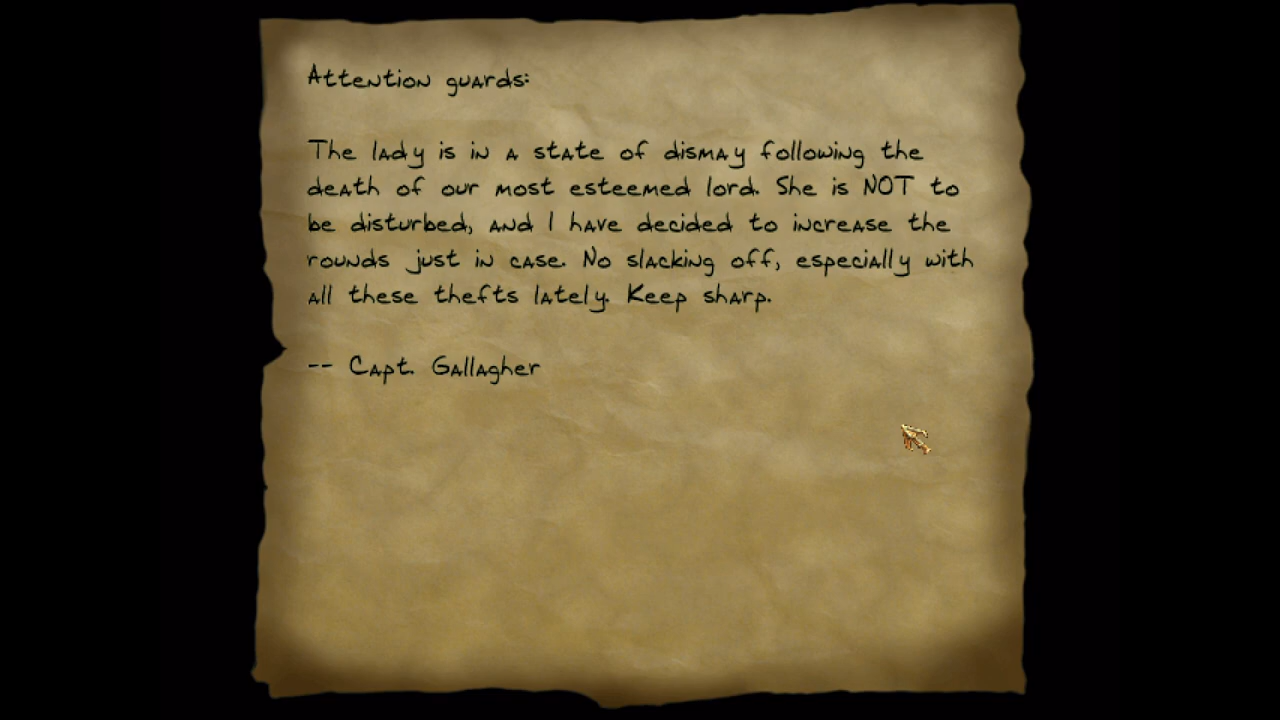 Attention guards:
The lady is in a state of dismay following the
death of our most esteemed lord. She is NOT to
be disturbed, and I have decided to increase the
rounds just in case. No slacking off, especially with
all these thefts lately. Keep sharp.
-- Capt. Gallagher